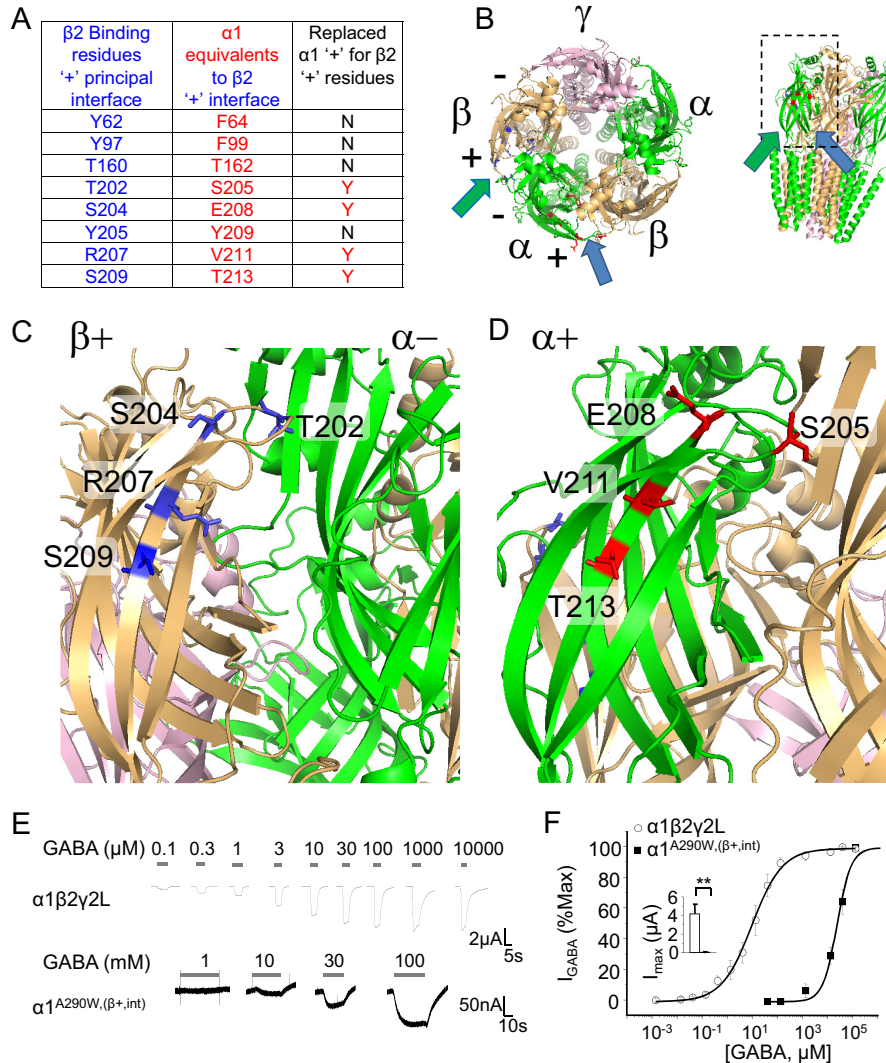 A
β2 Binding residues '+' principal interface
α1 equivalents to β2 '+' interface
Replaced α1 '+' for β2 '+' residues
Y62 F64 N
Y97 F99 N
T160 T162 N
T202 S205 Y
S204 E208 Y
Y205 Y209 N
R207 V211 Y
S209 T213 Y
B
γ
-
α
β
+
-
α
+
β
C
β+
α−
S204
T202
R207
S209
D
α+
E208
S205
V211
T213
E
GABA (µM)
0.1 0.3 1 3 10 30 100 1000 10000
α1β2γ2L
2µA
5s
GABA (mM)
1 10 30 100
α1A290W,(β+,int)
50nA
10s
F
α1β2γ2L
α1A290W,(β+,int)
IGABA (%Max)
100
80
60
40
20
0
Imax (µA)
6
4
2
0
**
10-3 10-1 101 103 105
[GABA, µM]